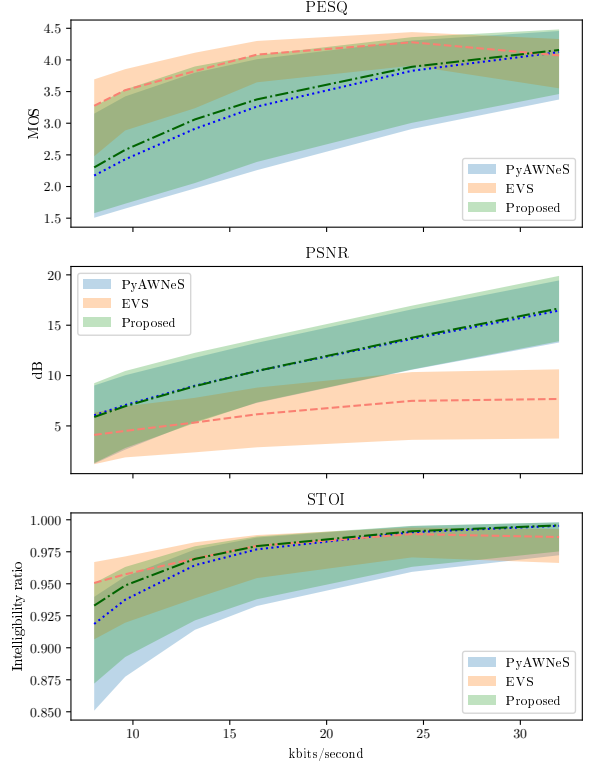 PESQ
4.5
4.0
3.5
3.0
2.5
2.0
1.5
MOS
PyAWNeS
EVS
Proposed
PSNR
20
15
10
5
dB
PyAWNeS
EVS
Proposed
STOI
1.000
0.975
0.950
0.925
0.900
0.875
0.850
Intelligibility ratio
PyAWNeS
EVS
Proposed
10 15 20 25 30
kbits/second